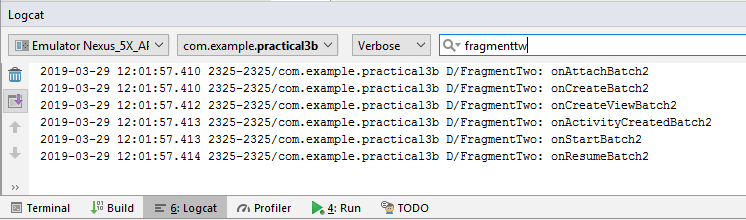 Logcat
Emulator Nexus_5X_AF com.example.practical3b Verbose fragmenttw
2019-03-29 12:01:57.410 2325-2325/com.example.practical3b D/FragmentTwo: onAttachBatch2
2019-03-29 12:01:57.410 2325-2325/com.example.practical3b D/FragmentTwo: onCreateBatch2
2019-03-29 12:01:57.412 2325-2325/com.example.practical3b D/FragmentTwo: onCreateViewBatch2
2019-03-29 12:01:57.413 2325-2325/com.example.practical3b D/FragmentTwo: onActivityCreatedBatch2
2019-03-29 12:01:57.413 2325-2325/com.example.practical3b D/FragmentTwo: onStartBatch2
2019-03-29 12:01:57.414 2325-2325/com.example.practical3b D/FragmentTwo: onResumeBatch2
Terminal Build 6: Logcat Profiler 4: Run TODO